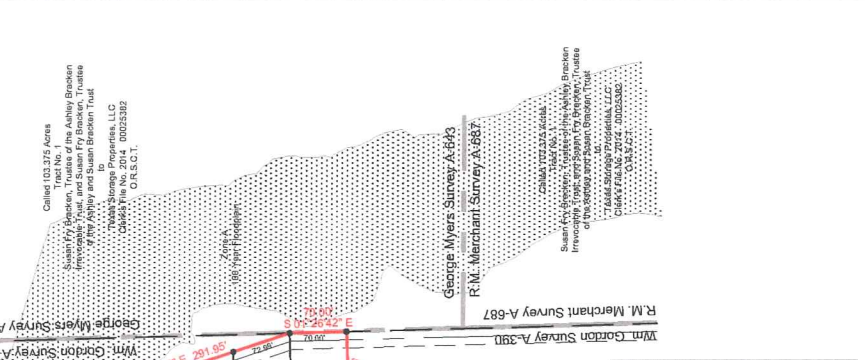 Called 103.375 Acres
Tract No. 1
Susan Fry Bracken, Trustee of the Ashley Bracken
Irrevocable Trust, and Susan Fry Bracken, Trustee
of the Ashley and Susan Bracken Trust
to
Texas Storage Properties, LLC
Clerk's File No. 2014 00025382
O.R.S.C.T.
Zone A
100 Year Floodplain
George Myers Survey A-643
R.M. Merchant Survey A-687
Called 103.375 Acres
Tract No. 1
Susan Fry Bracken, Trustee of the Ashley Bracken
Irrevocable Trust, and Susan Fry Bracken, Trustee
of the Ashley and Susan Bracken Trust
to
Texas Storage Properties, LLC
Clerk's File No. 2014 00025382
O.R.S.C.T.
George Myers Survey A
Wm. Gordon Survey A
R.M. Merchant Survey A-687
Wm. Gordon Survey A-390
70.00'
S 01°26'42" E
70.00'
E 291.95'
72.95'